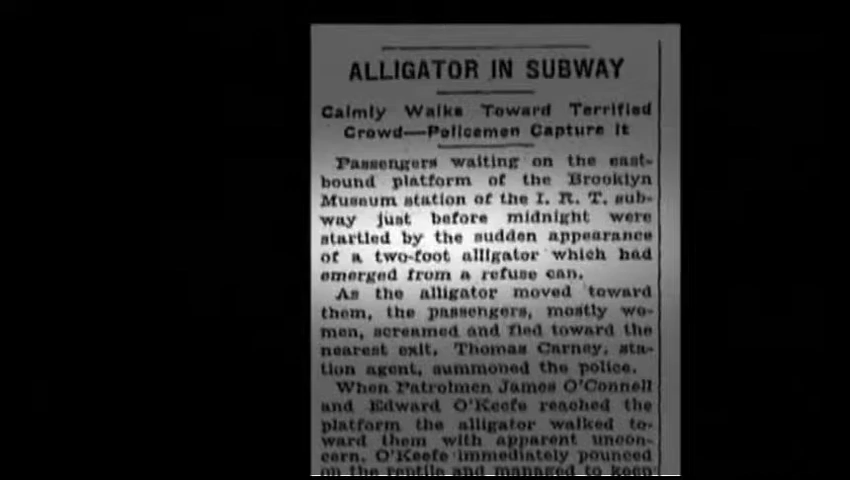 ALLIGATOR IN SUBWAY
Calmly Walks Toward Terrified
Crowd—Policemen Capture It
Passengers waiting on the east-
bound platform of the Brooklyn
Museum station of the I. R. T. sub-
way just before midnight were
startled by the sudden appearance
of a two-foot alligator which had
emerged from a refuse can.
As the alligator moved toward
them, the passengers, mostly wo-
men, screamed and fled toward the
nearest exit. Thomas Carney, sta-
tion agent, summoned the police.
When Patrolmen James O'Connell
and Edward O'Keefe reached the
platform the alligator walked to-
ward them with apparent uncon-
cern. O'Keefe immediately pounced
on the reptile and managed to keep